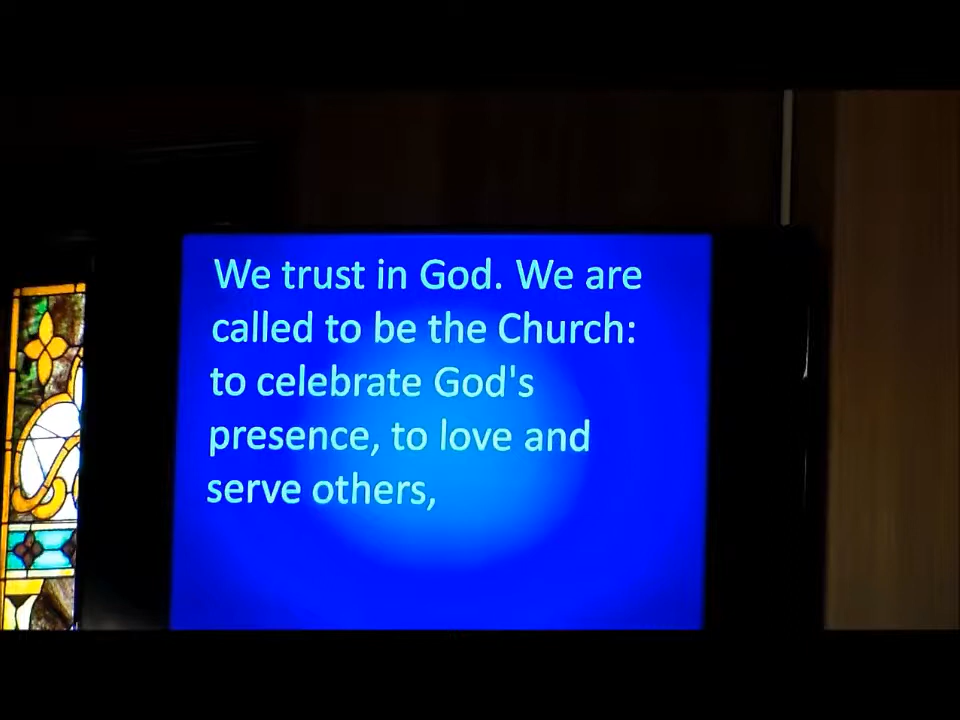 We trust in God. We are
called to be the Church:
to celebrate God's
presence, to love and
serve others,